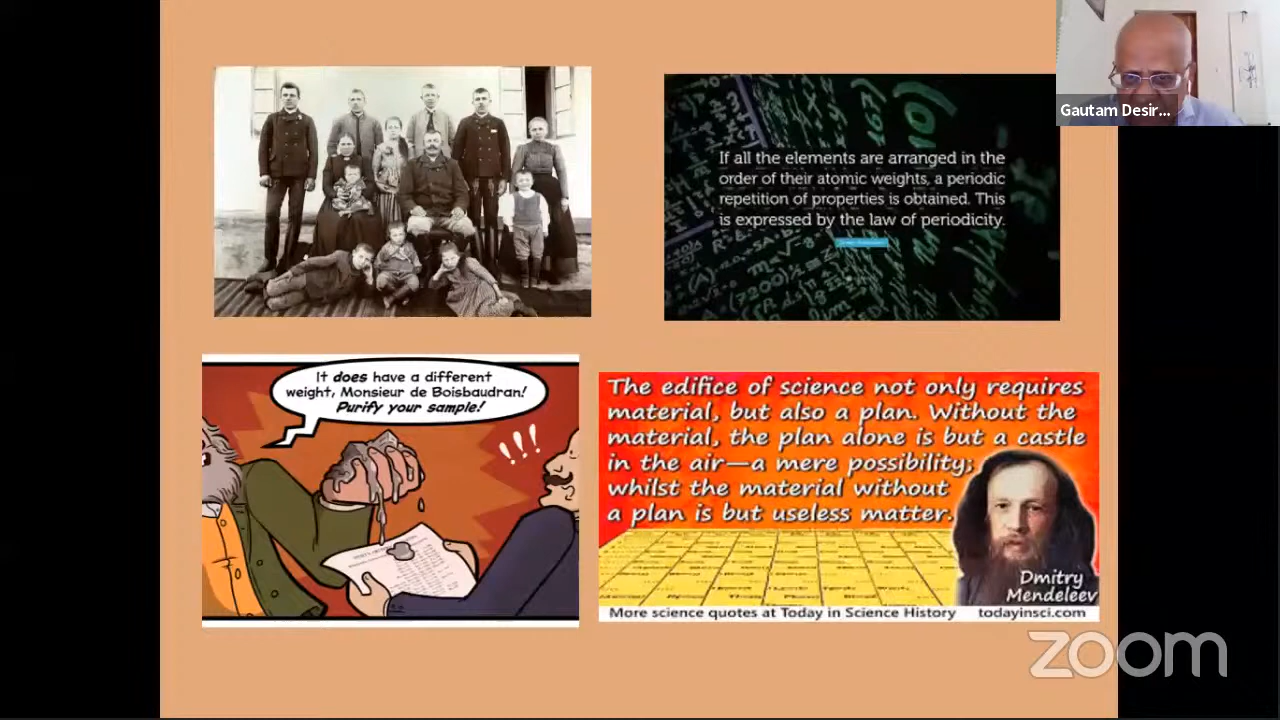 Gautam Desir...
If all the elements are arranged in the
order of their atomic weights, a periodic
repetition of properties is obtained. This
is expressed by the law of periodicity.
It does have a different
weight, Monsieur de Boisbaudran!
Purify your sample!
The edifice of science not only requires
material, but also a plan. Without the
material, the plan alone is but a castle
in the air—a mere possibility;
whilst the material without
a plan is but useless matter.
Dmitry
Mendeleev
More science quotes at Today in Science History todayinsci.com
zoom